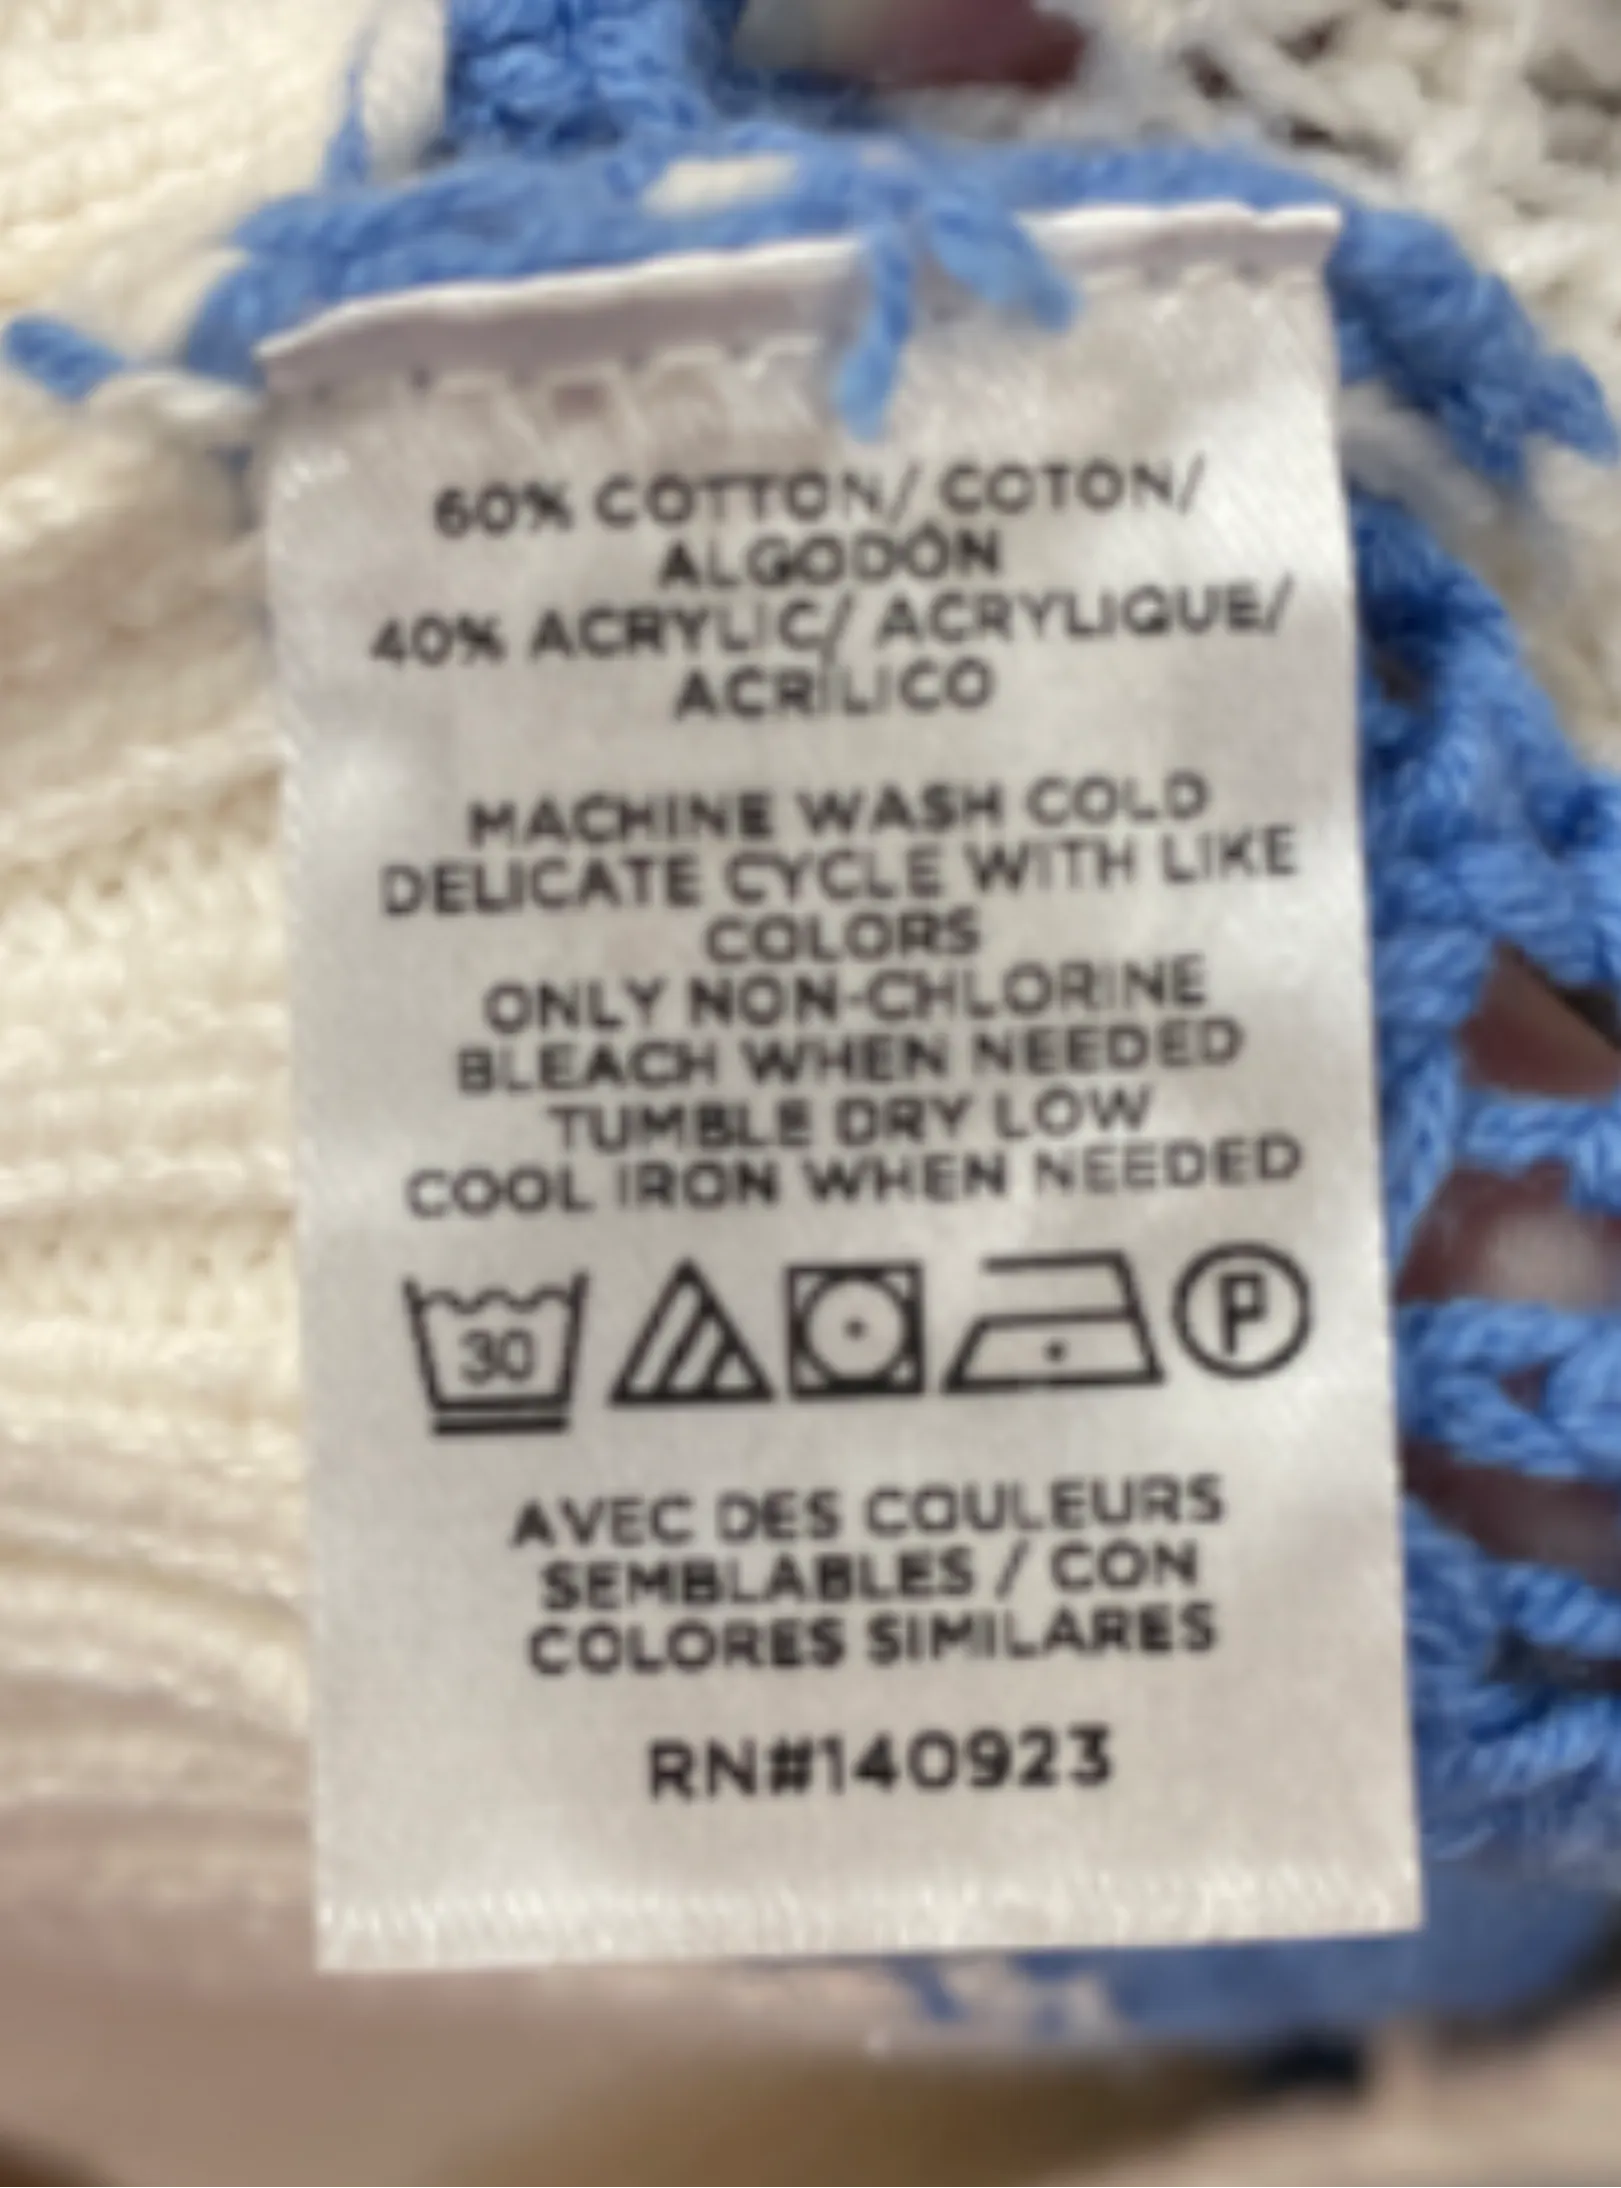 60% COTTON/ COTON/
ALGODÓN
40% ACRYLIC/ ACRYLIQUE/
ACRÍLICO
MACHINE WASH COLD
DELICATE CYCLE WITH LIKE
COLORS
ONLY NON-CHLORINE
BLEACH WHEN NEEDED
TUMBLE DRY LOW
COOL IRON WHEN NEEDED
30 P
AVEC DES COULEURS
SEMBLABLES / CON
COLORES SIMILARES
RN#140923